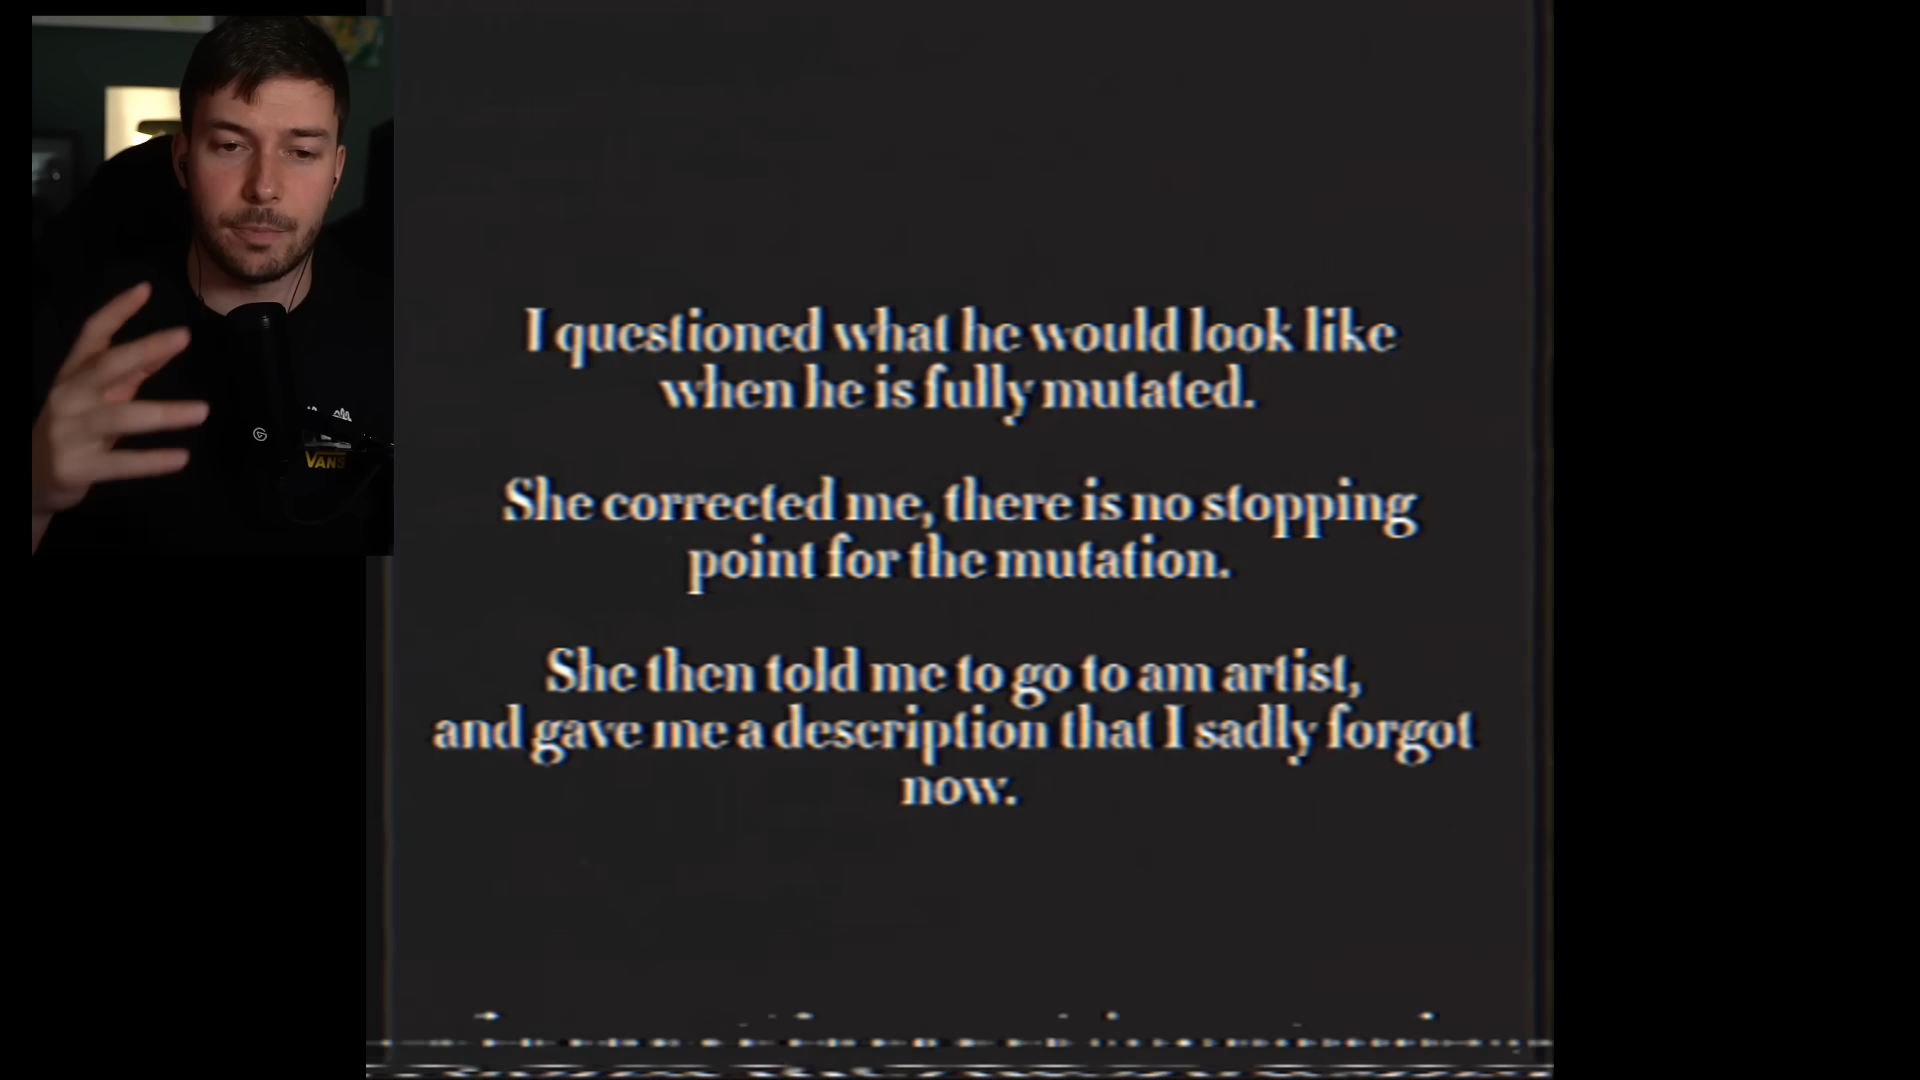 I questioned what he would look like
when he is fully mutated.
She corrected me, there is no stopping
point for the mutation.
She then told me to go to am artist,
and gave me a description that I sadly forgot
now.
VANS